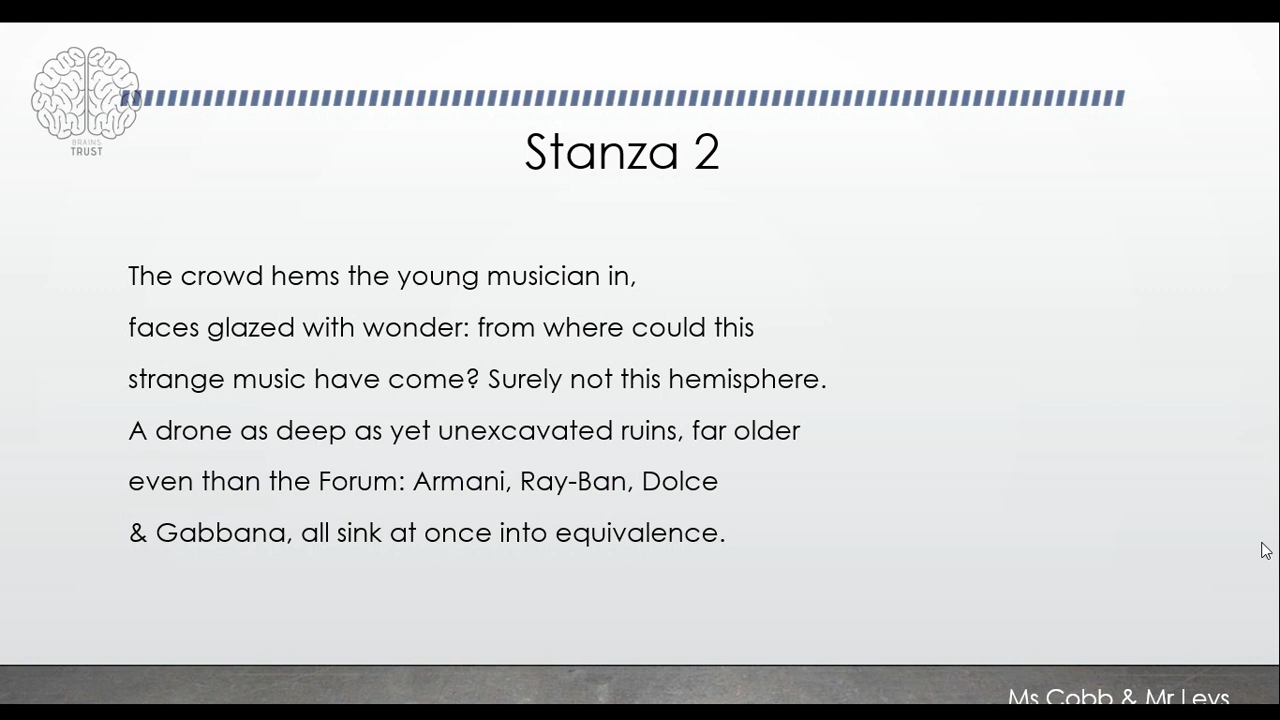 BRAINS
TRUST
Stanza 2
The crowd hems the young musician in,
faces glazed with wonder: from where could this
strange music have come? Surely not this hemisphere.
A drone as deep as yet unexcavated ruins, far older
even than the Forum: Armani, Ray-Ban, Dolce
& Gabbana, all sink at once into equivalence.
Ms Cobb & Mr Levs